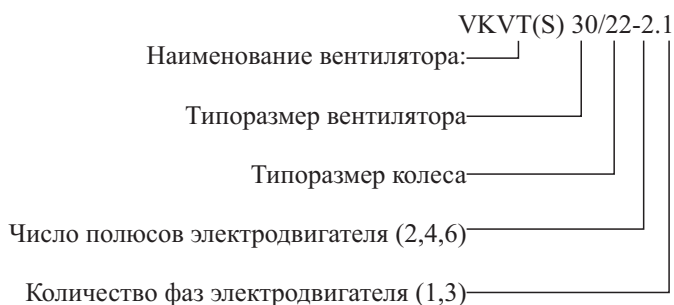 VKVT(S) 30/22-2.1
Наименование вентилятора:
Типоразмер вентилятора
Типоразмер колеса
Число полюсов электродвигателя (2,4,6)
Количество фаз электродвигателя (1,3)